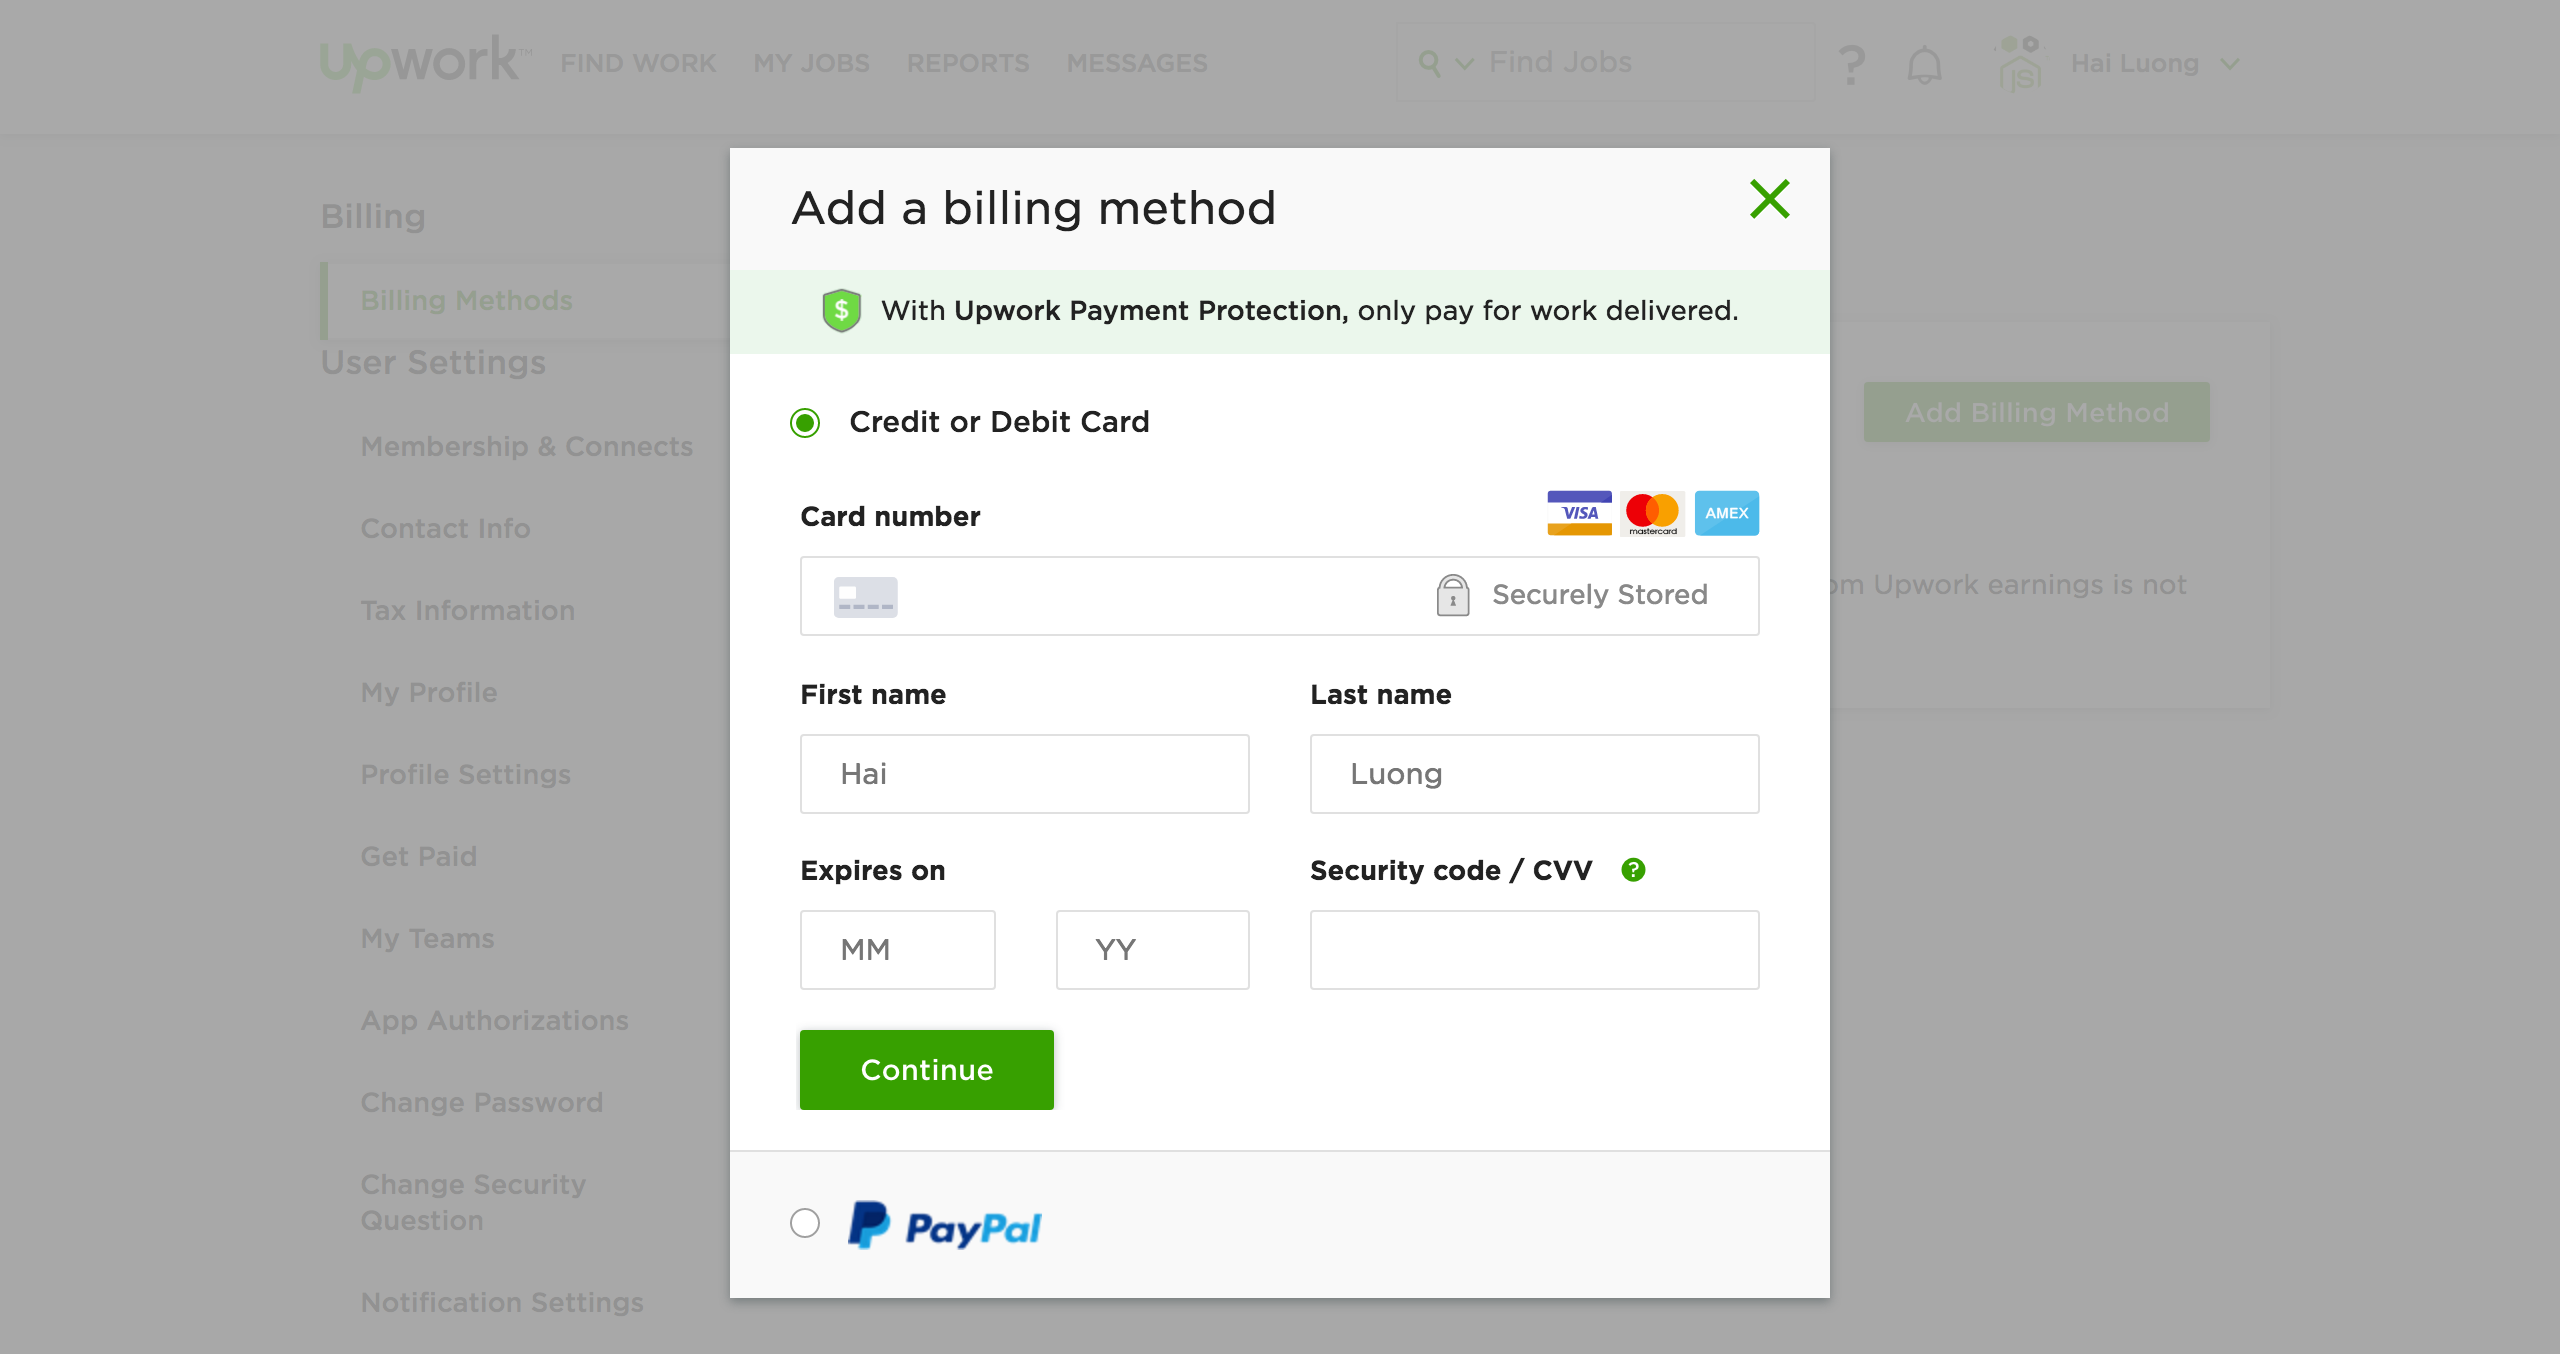 upwork™ FIND WORK MY JOBS REPORTS MESSAGES Find Jobs ? js Hai Luong
Billing
Billing Methods
User Settings
Membership & Connects
Contact Info
Tax Information
My Profile
Profile Settings
Get Paid
My Teams
App Authorizations
Change Password
Change Security
Question
Notification Settings
Add Billing Method
om Upwork earnings is not
Add a billing method
$ With Upwork Payment Protection, only pay for work delivered.
Credit or Debit Card
Card number VISA mastercard AMEX
Securely Stored
First name Last name
Hai Luong
Expires on Security code / CVV ?
MM YY
Continue
PayPal